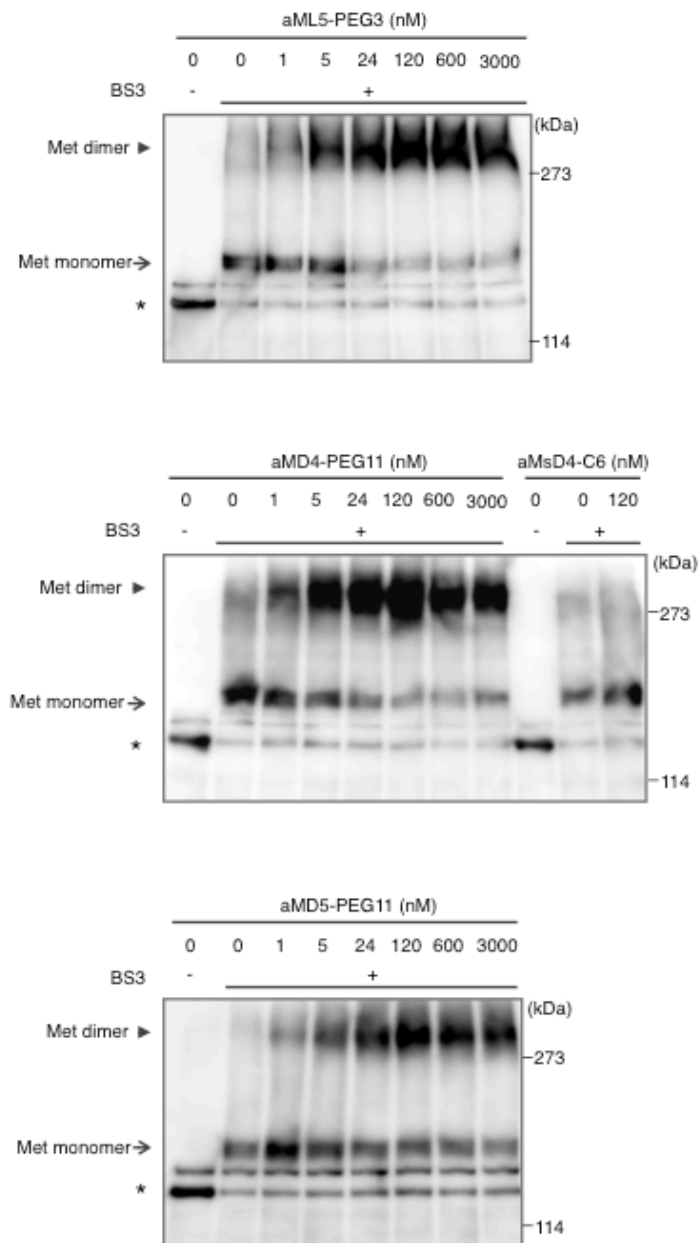 aML5-PEG3 (nM)
0 0 1 5 24 120 600 3000
BS3 - +
(kDa)
Met dimer
273
Met monomer
*
114
aMD4-PEG11 (nM) aMsD4-C6 (nM)
0 0 1 5 24 120 600 3000 0 0 120
BS3 - + - +
(kDa)
Met dimer
273
Met monomer
*
114
aMD5-PEG11 (nM)
0 0 1 5 24 120 600 3000
BS3 - +
(kDa)
Met dimer
273
Met monomer
*
114